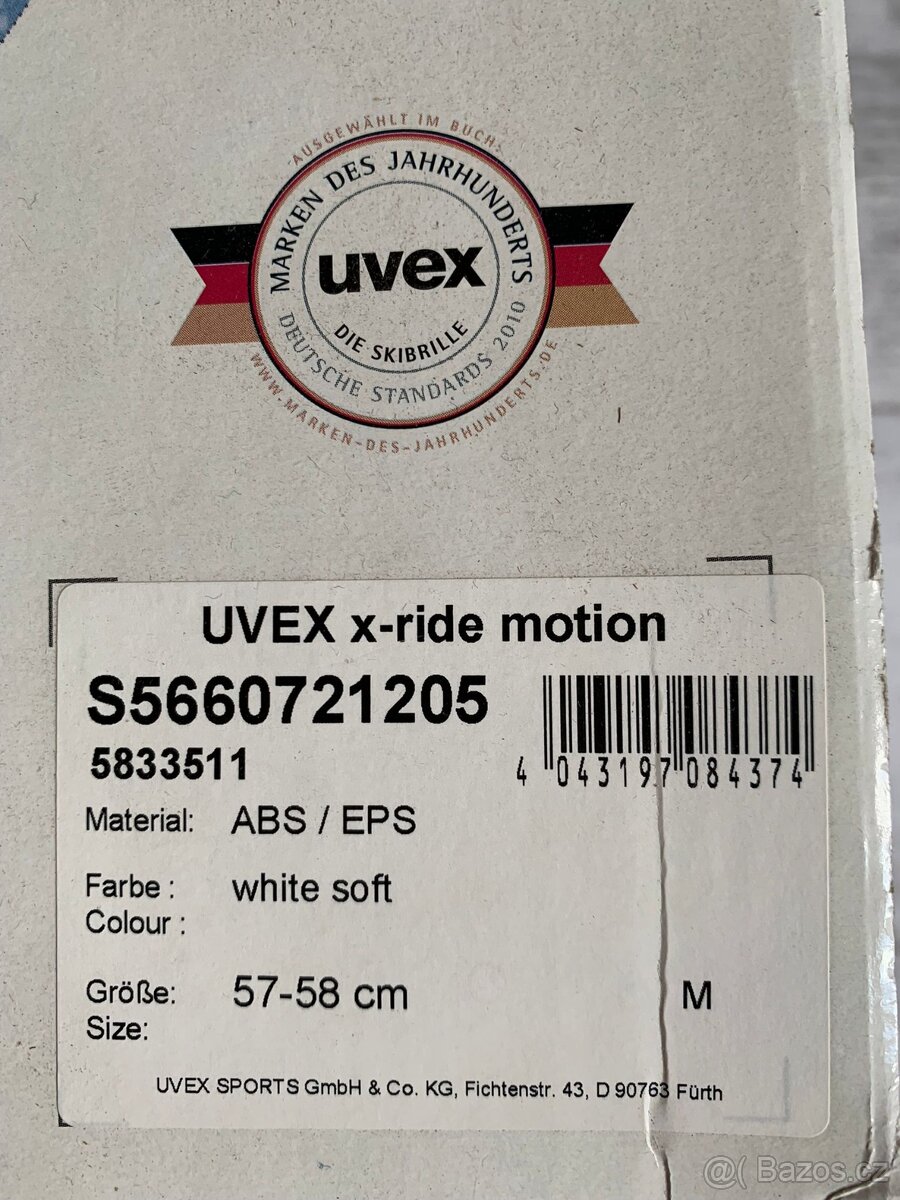 AUSGEWÄHLT IM BUCH:
MARKEN DES JAHRHUNDERTS
uvex
DIE SKIBRILLE
DEUTSCHE STANDARDS 2010
WWW.MARKEN-DES-JAHRHUNDERTS.DE
UVEX x-ride motion
S5660721205
5833511
4 043197 084374
Material: ABS / EPS
Farbe : white soft
Colour :
Größe: 57-58 cm M
Size:
UVEX SPORTS GmbH & Co. KG, Fichtenstr. 43, D 90763 Fürth
@( Bazos.cz